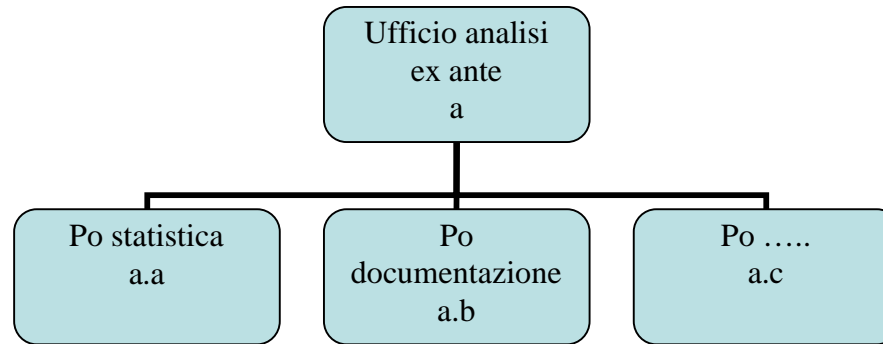 Ufficio analisi
ex ante
a
Po statistica
a.a
Po
documentazione
a.b
Po …..
a.c